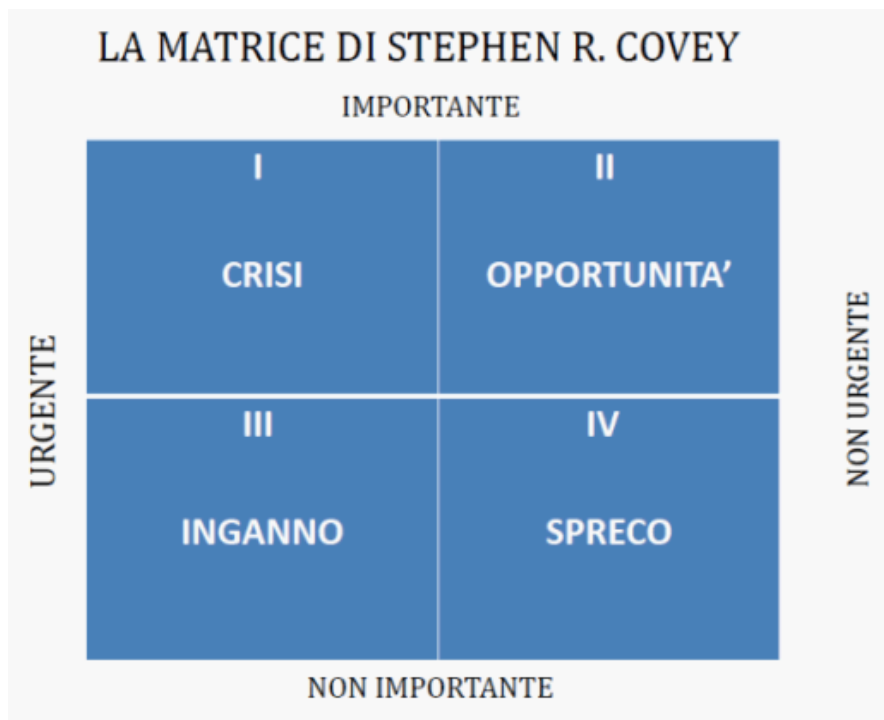 LA MATRICE DI STEPHEN R. COVEY
IMPORTANTE
I
II
CRISI
OPPORTUNITA’
URGENTE
NON URGENTE
III
IV
INGANNO
SPRECO
NON IMPORTANTE